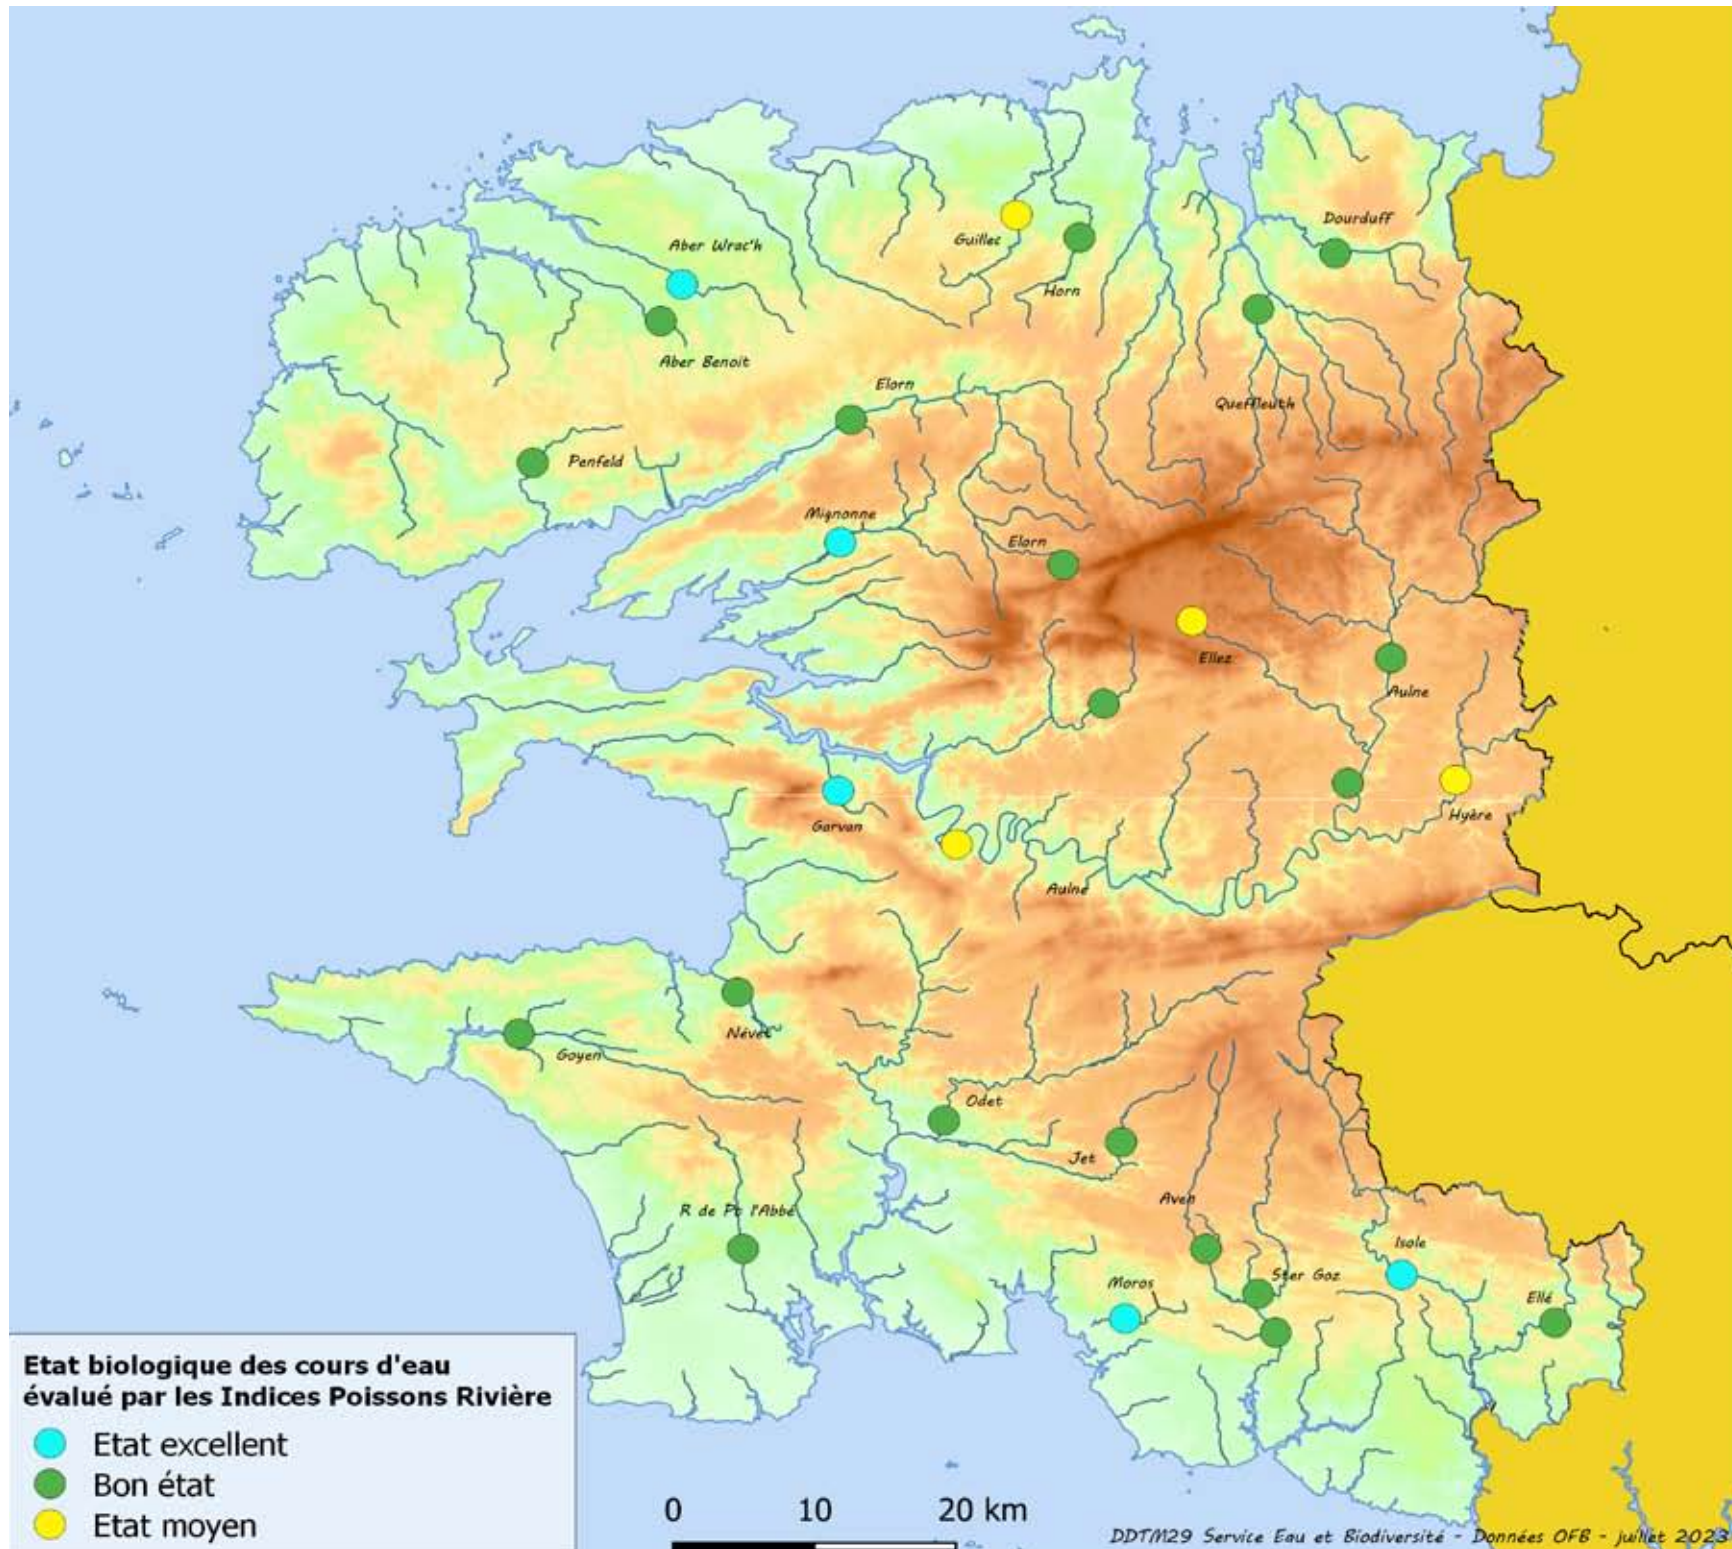 Dourduff
Guillec
Aber Wrac'h
Horn
Aber Benoit
Elorn
Queffleuth
Penfeld
Mignonne
Elorn
Ellez
Aulne
Garvan
Hyère
Aulne
Névet
Goyen
Odet
Jet
Aven
R de Pt l'Abbé
Isole
Ster Goz
Moros
Ellé
Etat biologique des cours d'eau
évalué par les Indices Poissons Rivière
Etat excellent
Bon état
Etat moyen
0 10 20 km
DDTM29 Service Eau et Biodiversité - Données OFB - juillet 2023